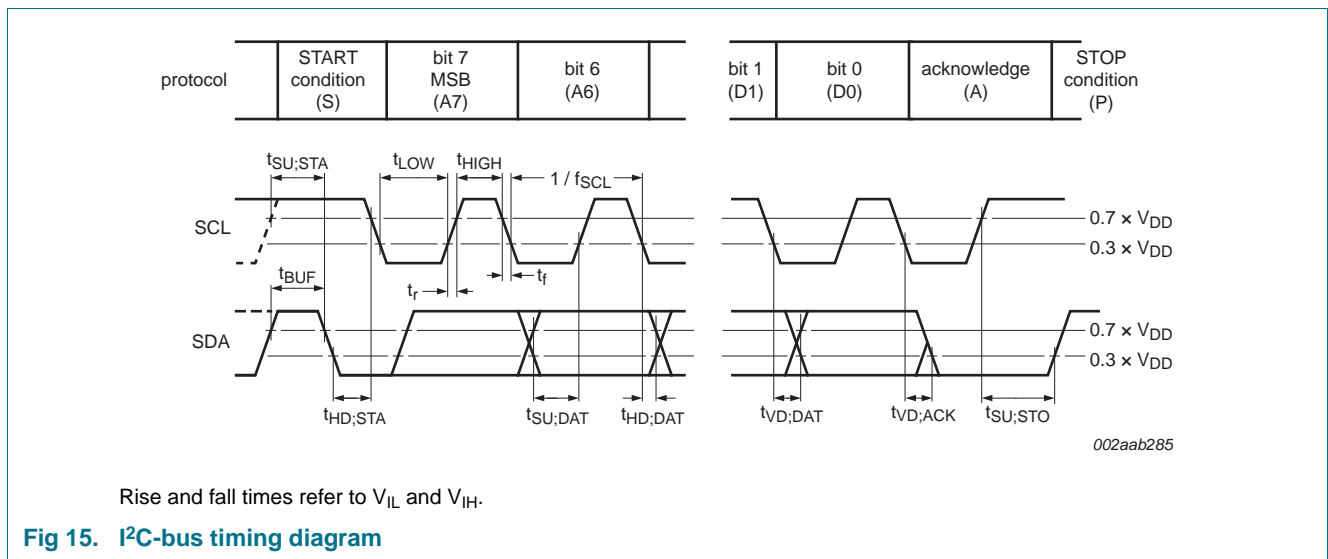 protocol
START
condition
(S)
bit 7
MSB
(A7)
bit 6
(A6)
bit 1
(D1)
bit 0
(D0)
acknowledge
(A)
STOP
condition
(P)
tSU;STA
tLOW
tHIGH
1 / fSCL
SCL
0.7 × VDD
0.3 × VDD
tBUF
tr
tf
SDA
0.7 × VDD
0.3 × VDD
tHD;STA
tSU;DAT
tHD;DAT
tVD;DAT
tVD;ACK
tSU;STO
002aab285
Rise and fall times refer to VIL and VIH.
Fig 15. I²C-bus timing diagram